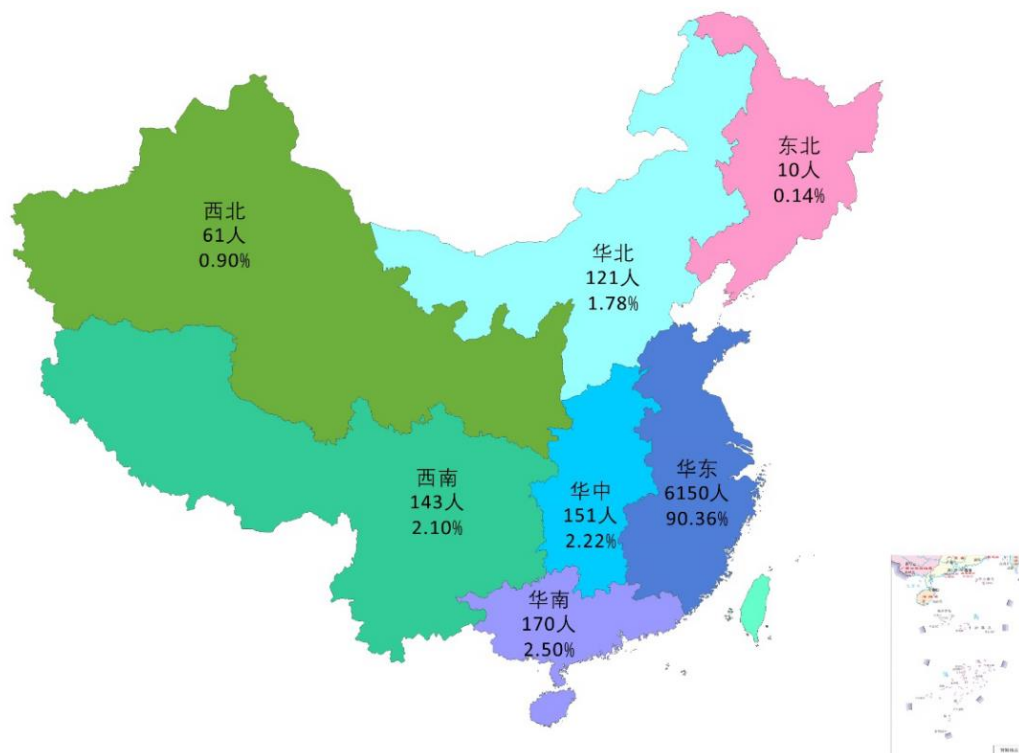 东北
10人
0.14%
西北
61人
0.90%
华北
121人
1.78%
西南
143人
2.10%
华中
151人
2.22%
华东
6150人
90.36%
华南
170人
2.50%